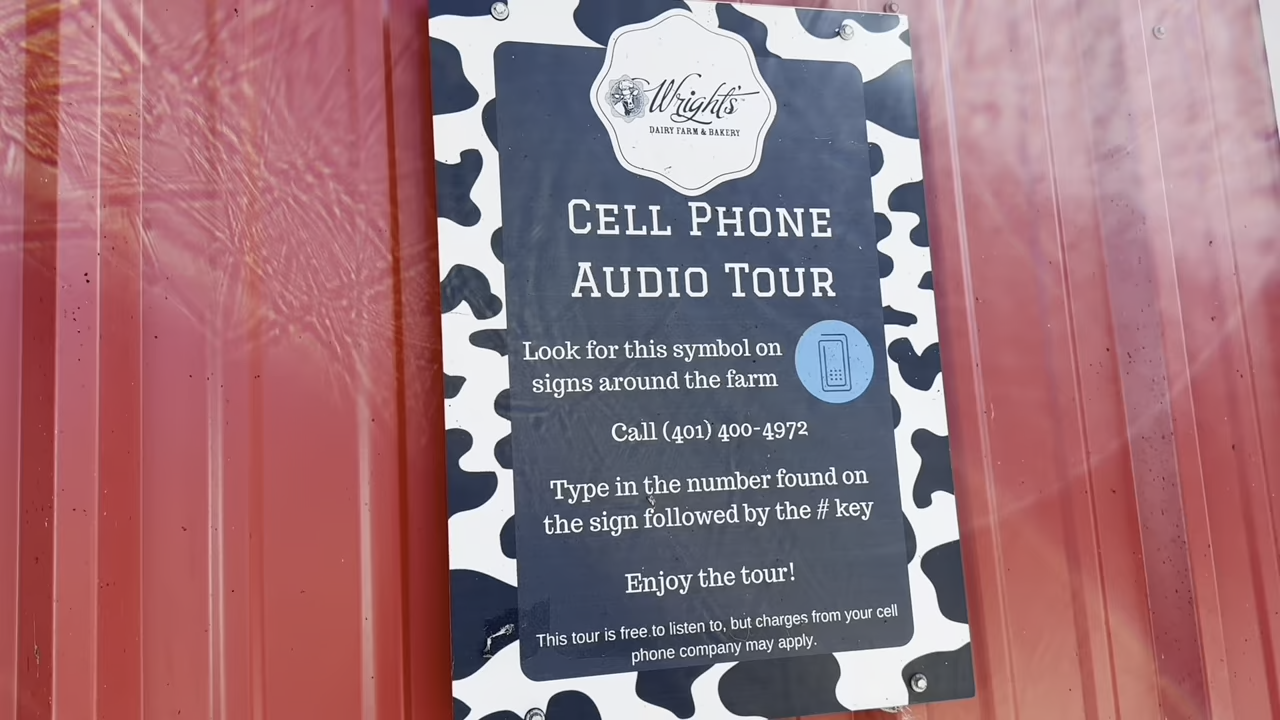 Wright's™
DAIRY FARM & BAKERY
CELL PHONE
AUDIO TOUR
Look for this symbol on
signs around the farm
Call (401) 400-4972
Type in the number found on
the sign followed by the # key
Enjoy the tour!
This tour is free to listen to, but charges from your cell
phone company may apply.